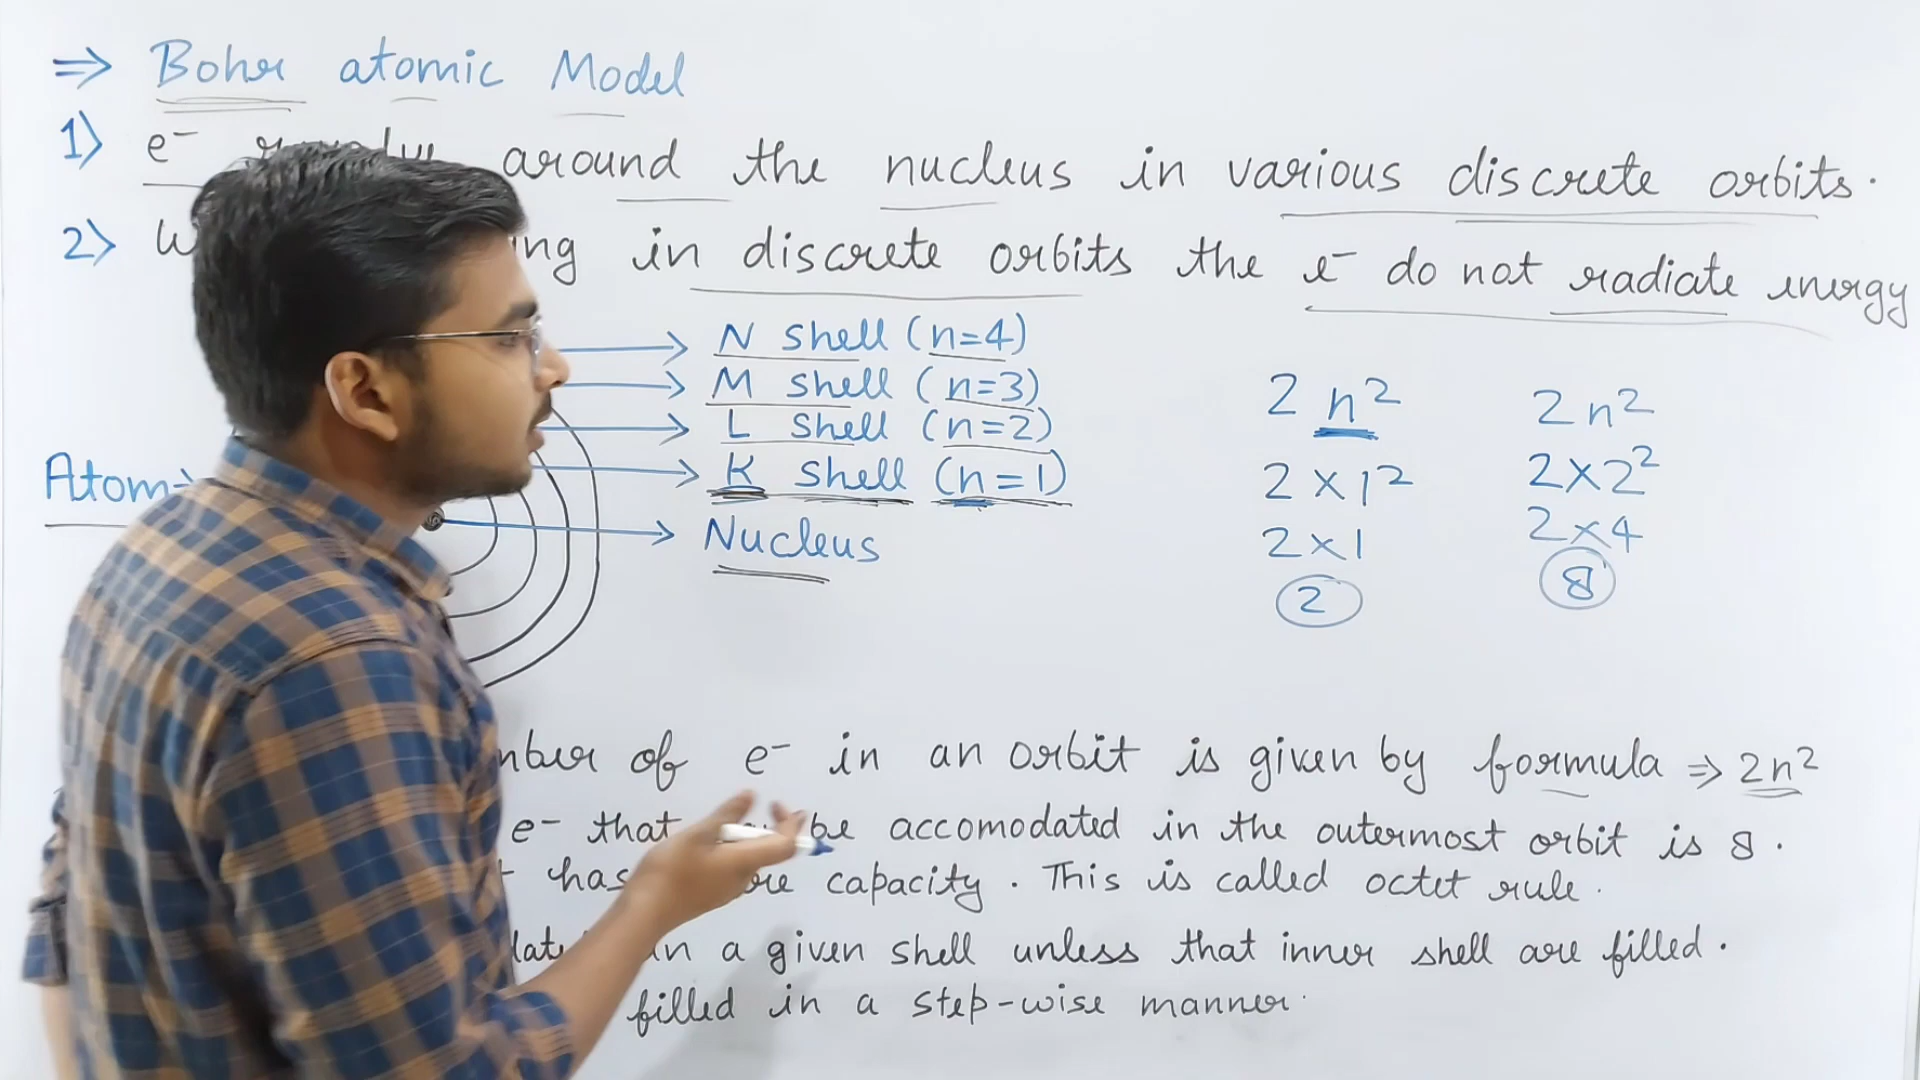 ⇒ Bohr atomic Model
1) e⁻ around the nucleus in various discrete orbits.
2) in discrete orbits the e⁻ do not radiate energy
N shell (n=4)
M shell (n=3)
L shell (n=2)
K shell (n=1)
Atom
Nucleus
2 n²
2 × 1²
2 × 1
2
2n²
2×2²
2×4
8
of e⁻ in an orbit is given by formula ⇒ 2n²
e⁻ that be accomodated in the outermost orbit is 8.
has capacity. This is called octet rule.
in a given shell unless that inner shell are filled.
filled in a step-wise manner.